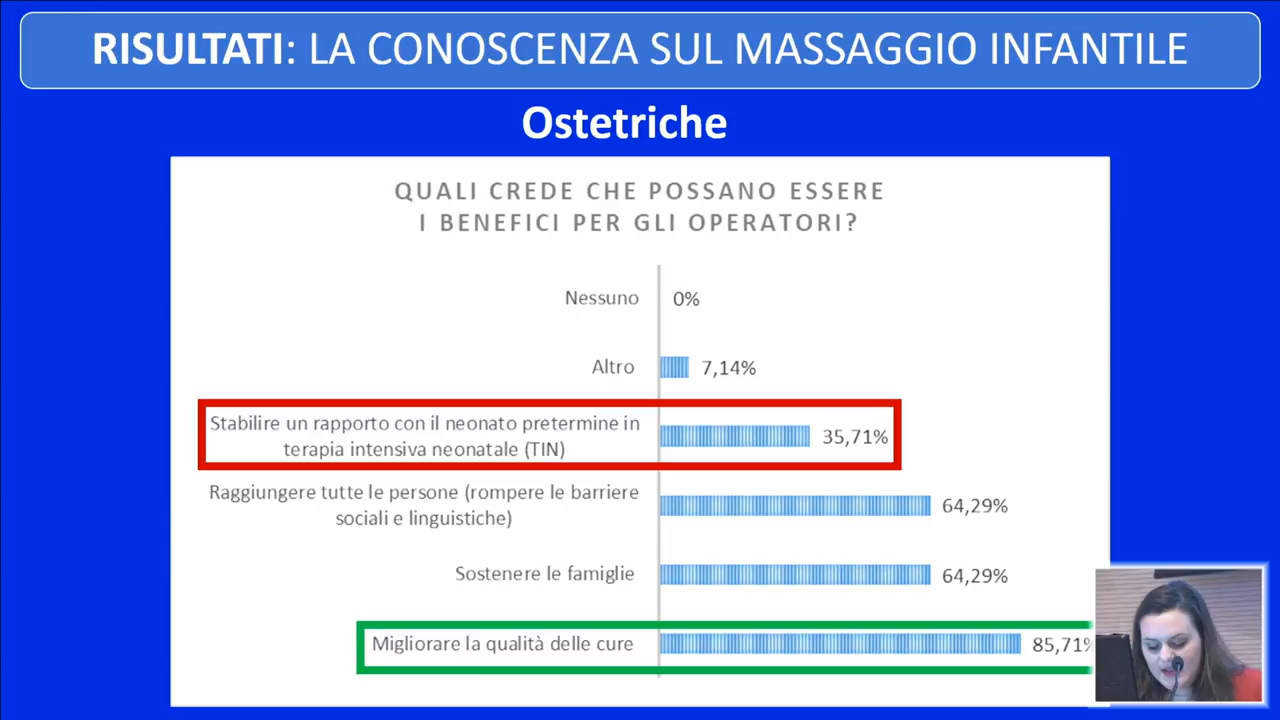 RISULTATI: LA CONOSCENZA SUL MASSAGGIO INFANTILE
Ostetriche
QUALI CREDE CHE POSSANO ESSERE
I BENEFICI PER GLI OPERATORI?
Nessuno 0%
Altro 7,14%
Stabilire un rapporto con il neonato pretermine in
terapia intensiva neonatale (TIN) 35,71%
Raggiungere tutte le persone (rompere le barriere
sociali e linguistiche) 64,29%
Sostenere le famiglie 64,29%
Migliorare la qualità delle cure 85,71%